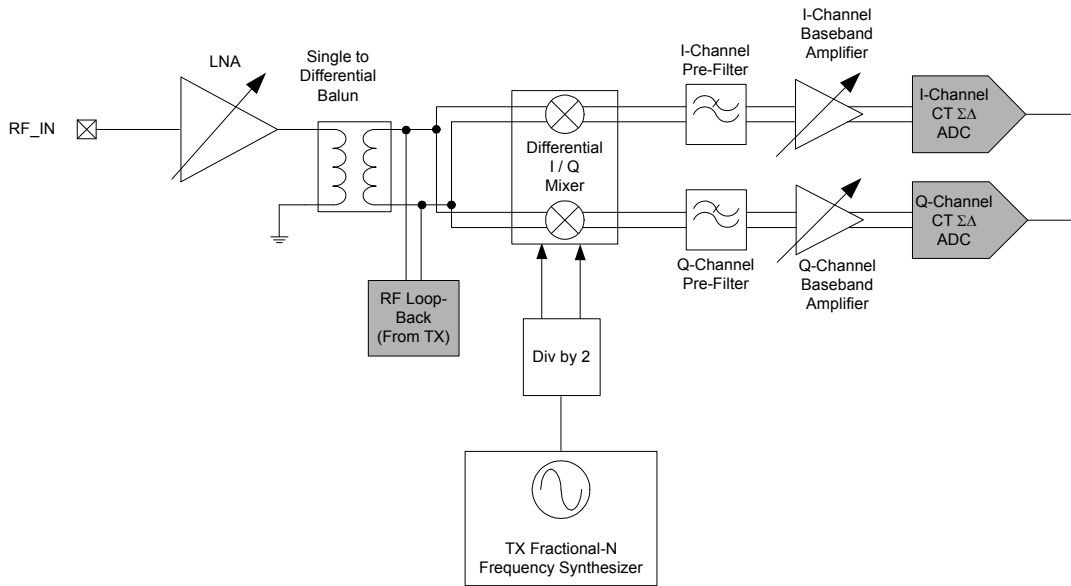 I-Channel
Baseband
Amplifier
LNA
Single to
Differential
Balun
I-Channel
Pre-Filter
I-Channel
CT ΣΔ
ADC
RF_IN
Differential
I / Q
Mixer
Q-Channel
CT ΣΔ
ADC
Q-Channel
Pre-Filter
Q-Channel
Baseband
Amplifier
RF Loop-
Back
(From TX)
Div by 2
TX Fractional-N
Frequency Synthesizer